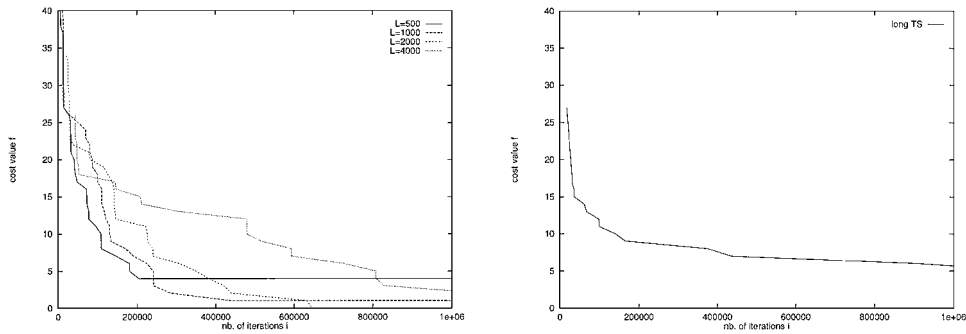 40
35
30
25
20
15
10
5
0
cost value f
L=500
L=1000
L=2000
L=4000
0 200000 400000 600000 800000 1e+06
nb. of iterations i
40
35
30
25
20
15
10
5
0
cost value f
long TS
0 200000 400000 600000 800000 1e+06
nb. of iterations i